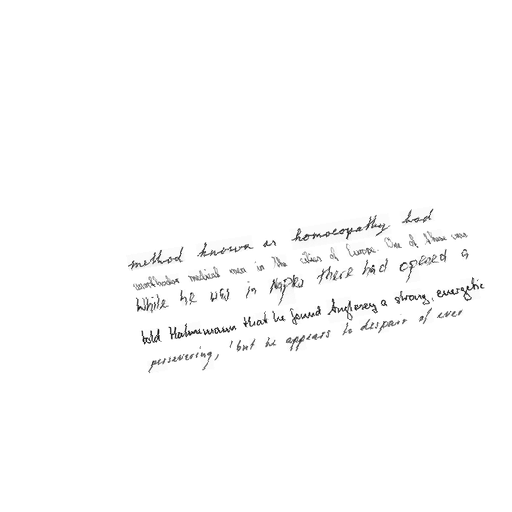 method known as homoeopathy had
unorthodox medical men in the cities of Europe. One of these was
While he was in Naples there had opened a
told Hahnemann that he found Anglesey a strong, energetic
persevering, 'but he appears to despair of ever